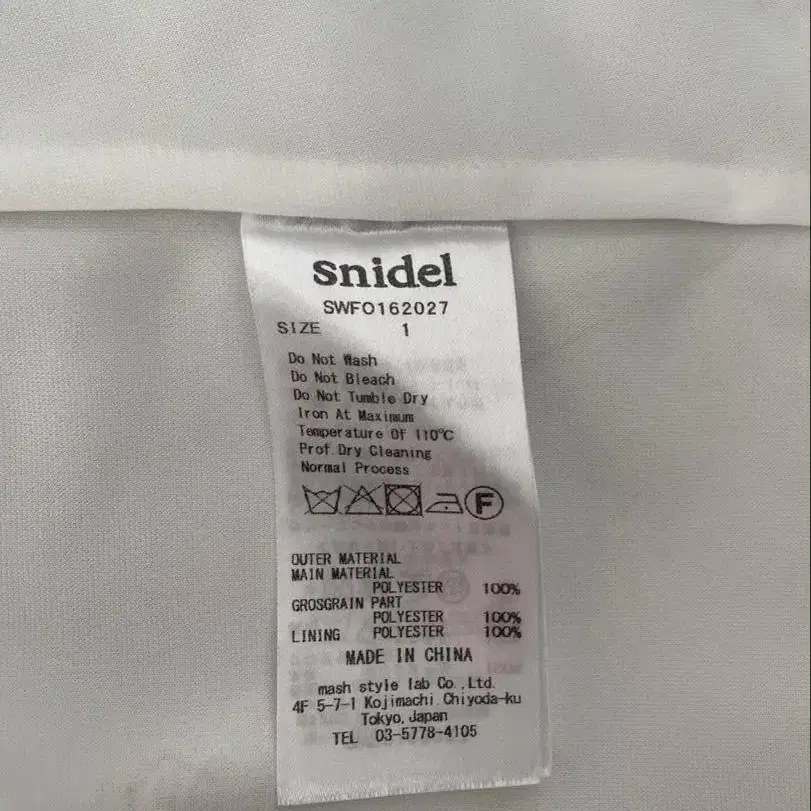 snidel
SWFO162027
SIZE 1
Do Not Wash
Do Not Bleach
Do Not Tumble Dry
Iron At Maximum
Temperature Of 110℃
Prof.Dry Cleaning
Normal Process
F
OUTER MATERIAL
MAIN MATERIAL
POLYESTER 100%
GROSGRAIN PART
POLYESTER 100%
LINING POLYESTER 100%
MADE IN CHINA
mash style lab Co.,Ltd.
4F 5-7-1 Kojimachi.Chiyoda-ku
Tokyo,Japan
TEL 03-5778-4105